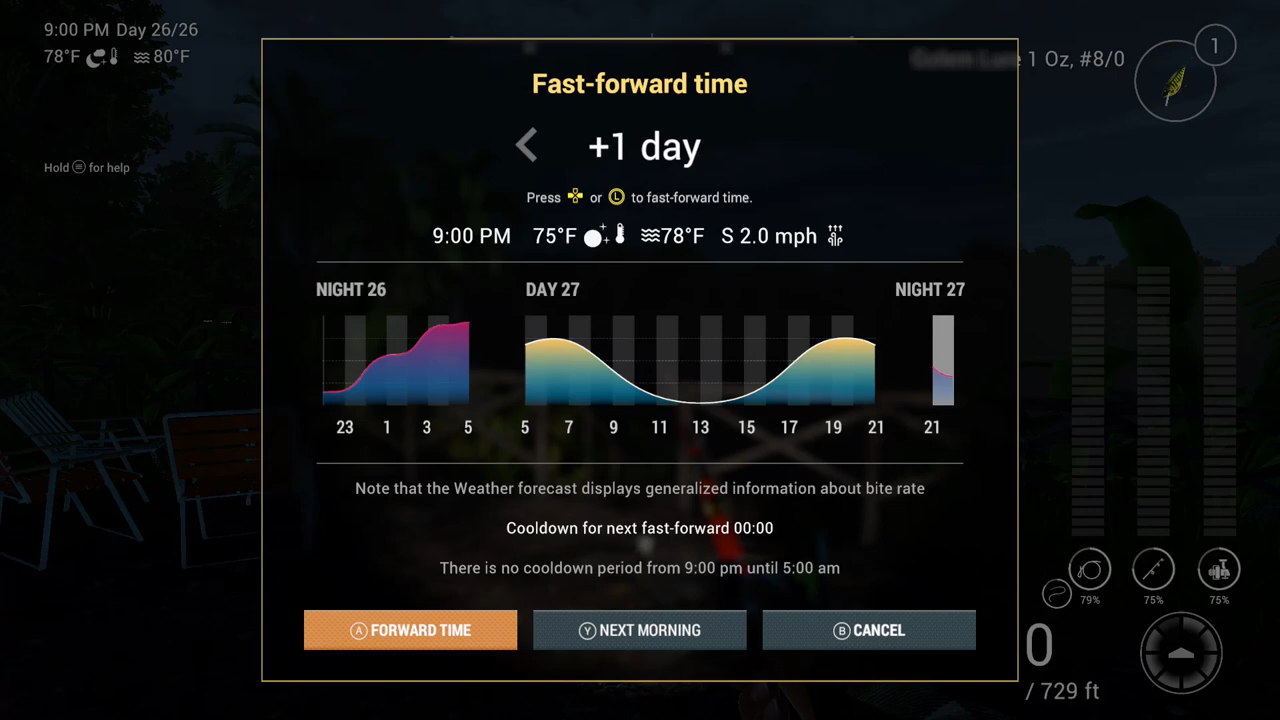 9:00 PM Day 26/26
78°F 80°F
1 Oz, #8/0
1
Hold for help
Fast-forward time
+1 day
Press or L to fast-forward time.
9:00 PM 75°F 78°F S 2.0 mph
NIGHT 26 DAY 27 NIGHT 27
23 1 3 5 5 7 9 11 13 15 17 19 21 21
Note that the Weather forecast displays generalized information about bite rate
Cooldown for next fast-forward 00:00
There is no cooldown period from 9:00 pm until 5:00 am
A FORWARD TIME Y NEXT MORNING B CANCEL
79% 75% 75%
0
/ 729 ft